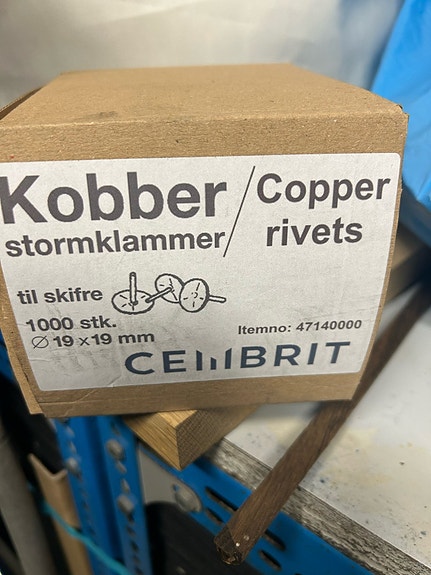 Kobber/Copper
stormklammer rivets
til skifre
1000 stk.
Ø 19 x 19 mm
Itemno: 47140000
CEMBRIT